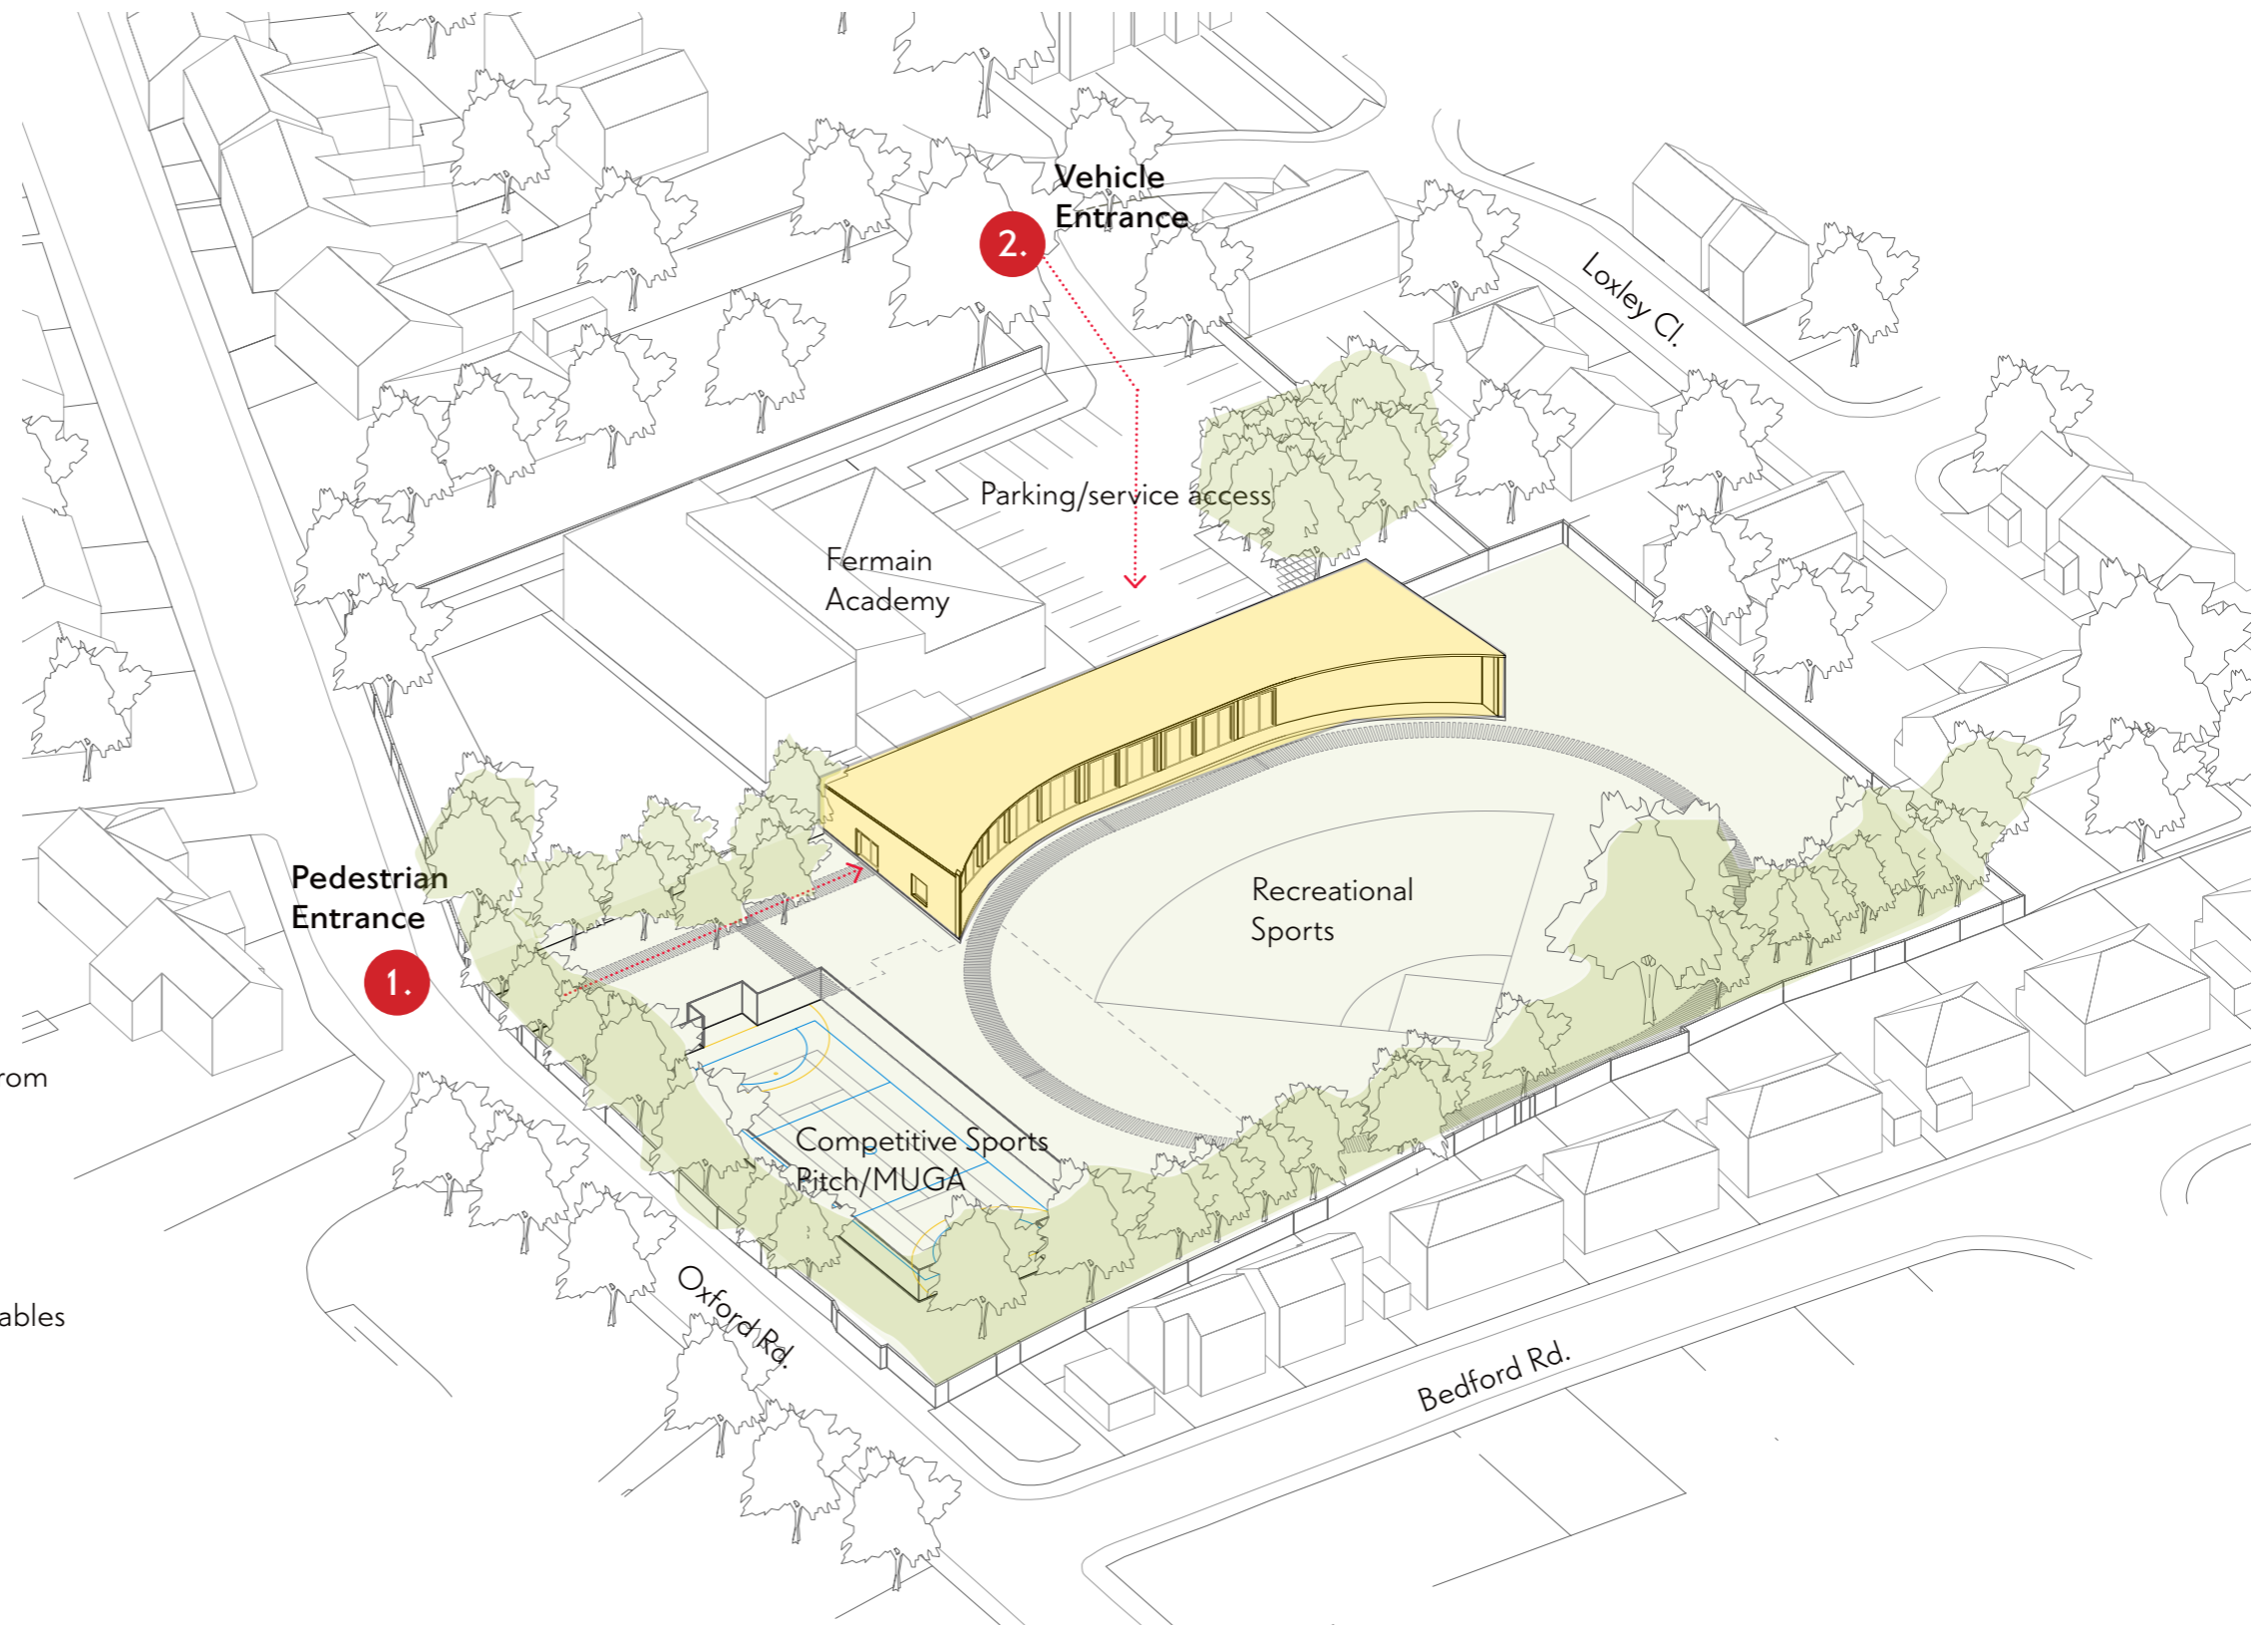 Vehicle
Entrance
2.
Loxley Cl.
Parking/service access
Fermain
Academy
Pedestrian
Entrance
1.
Recreational
Sports
rom
Competitive Sports
Pitch/MUGA
ables
Oxford Rd.
Bedford Rd.